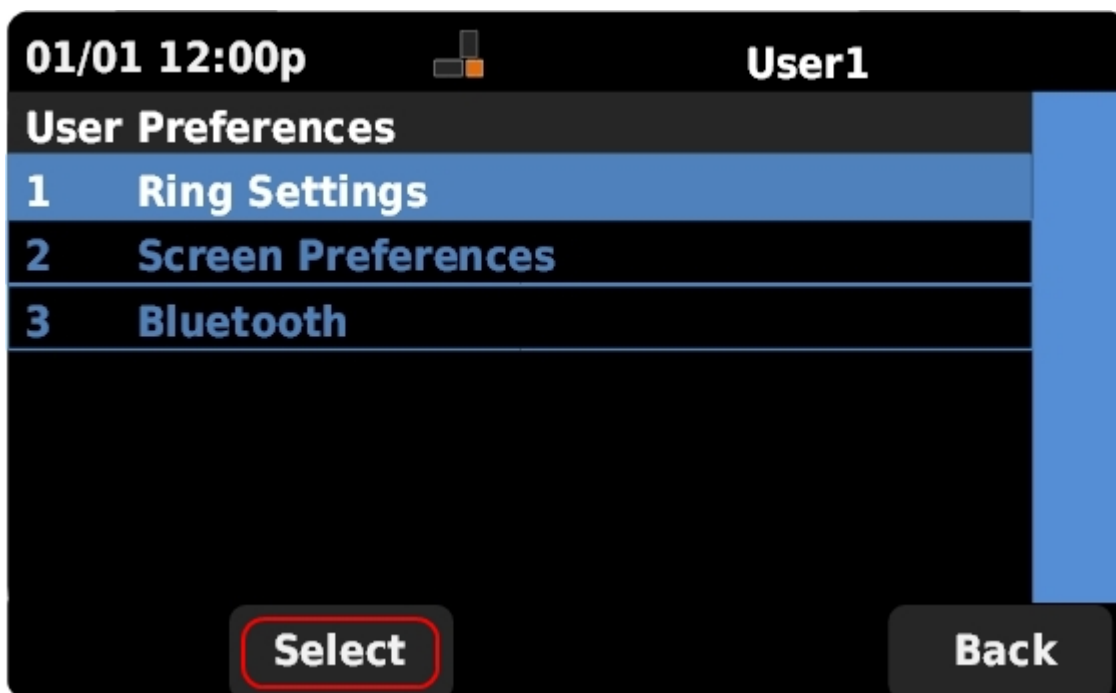 01/01 12:00p User1
User Preferences
1 Ring Settings
2 Screen Preferences
3 Bluetooth
Select Back